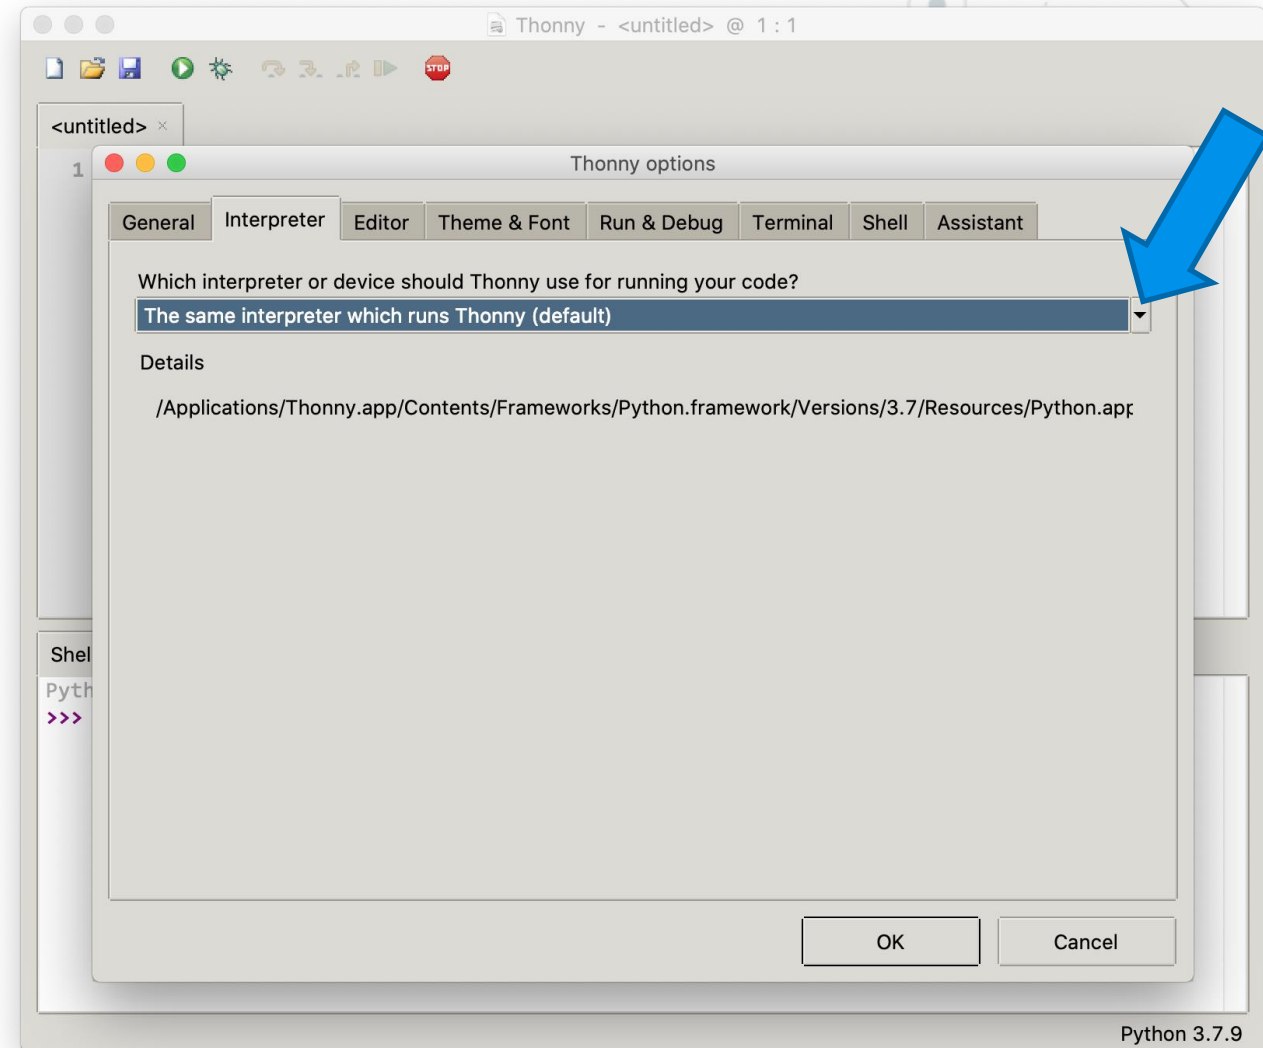 Thonny - <untitled> @ 1 : 1
STOP
<untitled> ×
1
Thonny options
General Interpreter Editor Theme & Font Run & Debug Terminal Shell Assistant
Which interpreter or device should Thonny use for running your code?
The same interpreter which runs Thonny (default)
Details
/Applications/Thonny.app/Contents/Frameworks/Python.framework/Versions/3.7/Resources/Python.app
Shel
Pyth
>>>
OK Cancel
Python 3.7.9